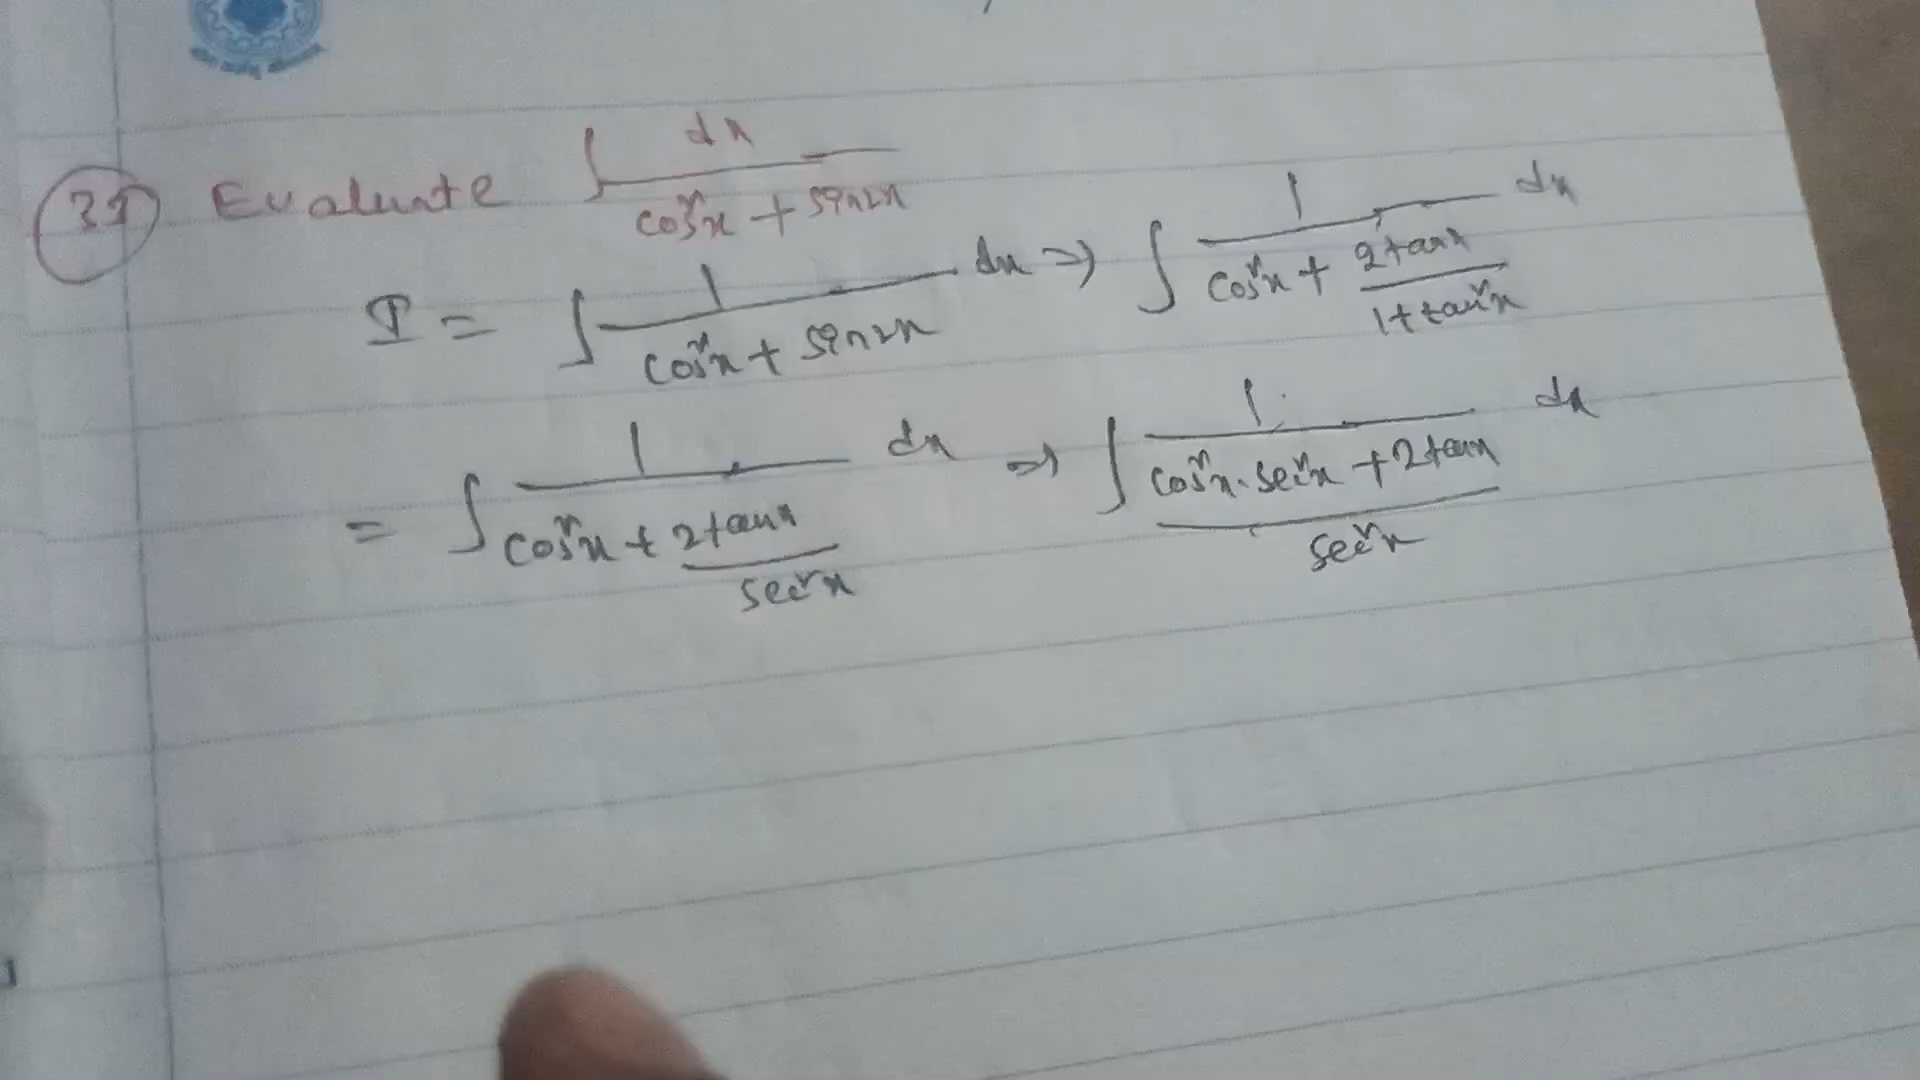 39 Evaluate ∫ dx / (cos²x + sin2x)
I = ∫ 1 / (cos²x + sin2x) dx ⇒ ∫ 1 / (cos²x + 2tanx / (1+tan²x)) dx
= ∫ 1 / (cos²x + 2tanx / sec²x) dx ⇒ ∫ 1 / ((cos²x·sec²x + 2tanx) / sec²x) dx